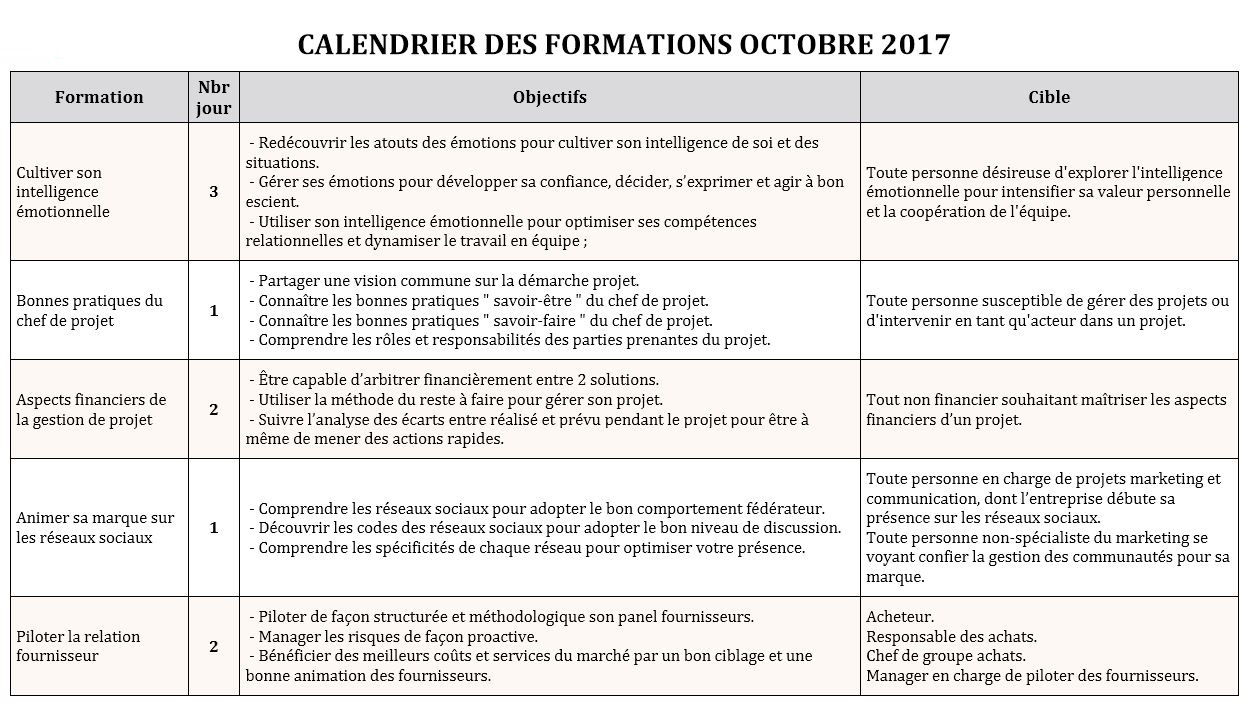 CALENDRIER DES FORMATIONS OCTOBRE 2017
Formation
Nbr
jour
Objectifs
Cible
Cultiver son
intelligence
émotionnelle
3
- Redécouvrir les atouts des émotions pour cultiver son intelligence de soi et des
situations.
- Gérer ses émotions pour développer sa confiance, décider, s’exprimer et agir à bon
escient.
- Utiliser son intelligence émotionnelle pour optimiser ses compétences
relationnelles et dynamiser le travail en équipe ;
Toute personne désireuse d'explorer l'intelligence
émotionnelle pour intensifier sa valeur personnelle
et la coopération de l'équipe.
Bonnes pratiques du
chef de projet
1
- Partager une vision commune sur la démarche projet.
- Connaître les bonnes pratiques " savoir-être " du chef de projet.
- Connaître les bonnes pratiques " savoir-faire " du chef de projet.
- Comprendre les rôles et responsabilités des parties prenantes du projet.
Toute personne susceptible de gérer des projets ou
d'intervenir en tant qu'acteur dans un projet.
Aspects financiers de
la gestion de projet
2
- Être capable d’arbitrer financièrement entre 2 solutions.
- Utiliser la méthode du reste à faire pour gérer son projet.
- Suivre l’analyse des écarts entre réalisé et prévu pendant le projet pour être à
même de mener des actions rapides.
Tout non financier souhaitant maîtriser les aspects
financiers d’un projet.
Animer sa marque sur
les réseaux sociaux
1
- Comprendre les réseaux sociaux pour adopter le bon comportement fédérateur.
- Découvrir les codes des réseaux sociaux pour adopter le bon niveau de discussion.
- Comprendre les spécificités de chaque réseau pour optimiser votre présence.
Toute personne en charge de projets marketing et
communication, dont l’entreprise débute sa
présence sur les réseaux sociaux.
Toute personne non-spécialiste du marketing se
voyant confier la gestion des communautés pour sa
marque.
Piloter la relation
fournisseur
2
- Piloter de façon structurée et méthodologique son panel fournisseurs.
- Manager les risques de façon proactive.
- Bénéficier des meilleurs coûts et services du marché par un bon ciblage et une
bonne animation des fournisseurs.
Acheteur.
Responsable des achats.
Chef de groupe achats.
Manager en charge de piloter des fournisseurs.